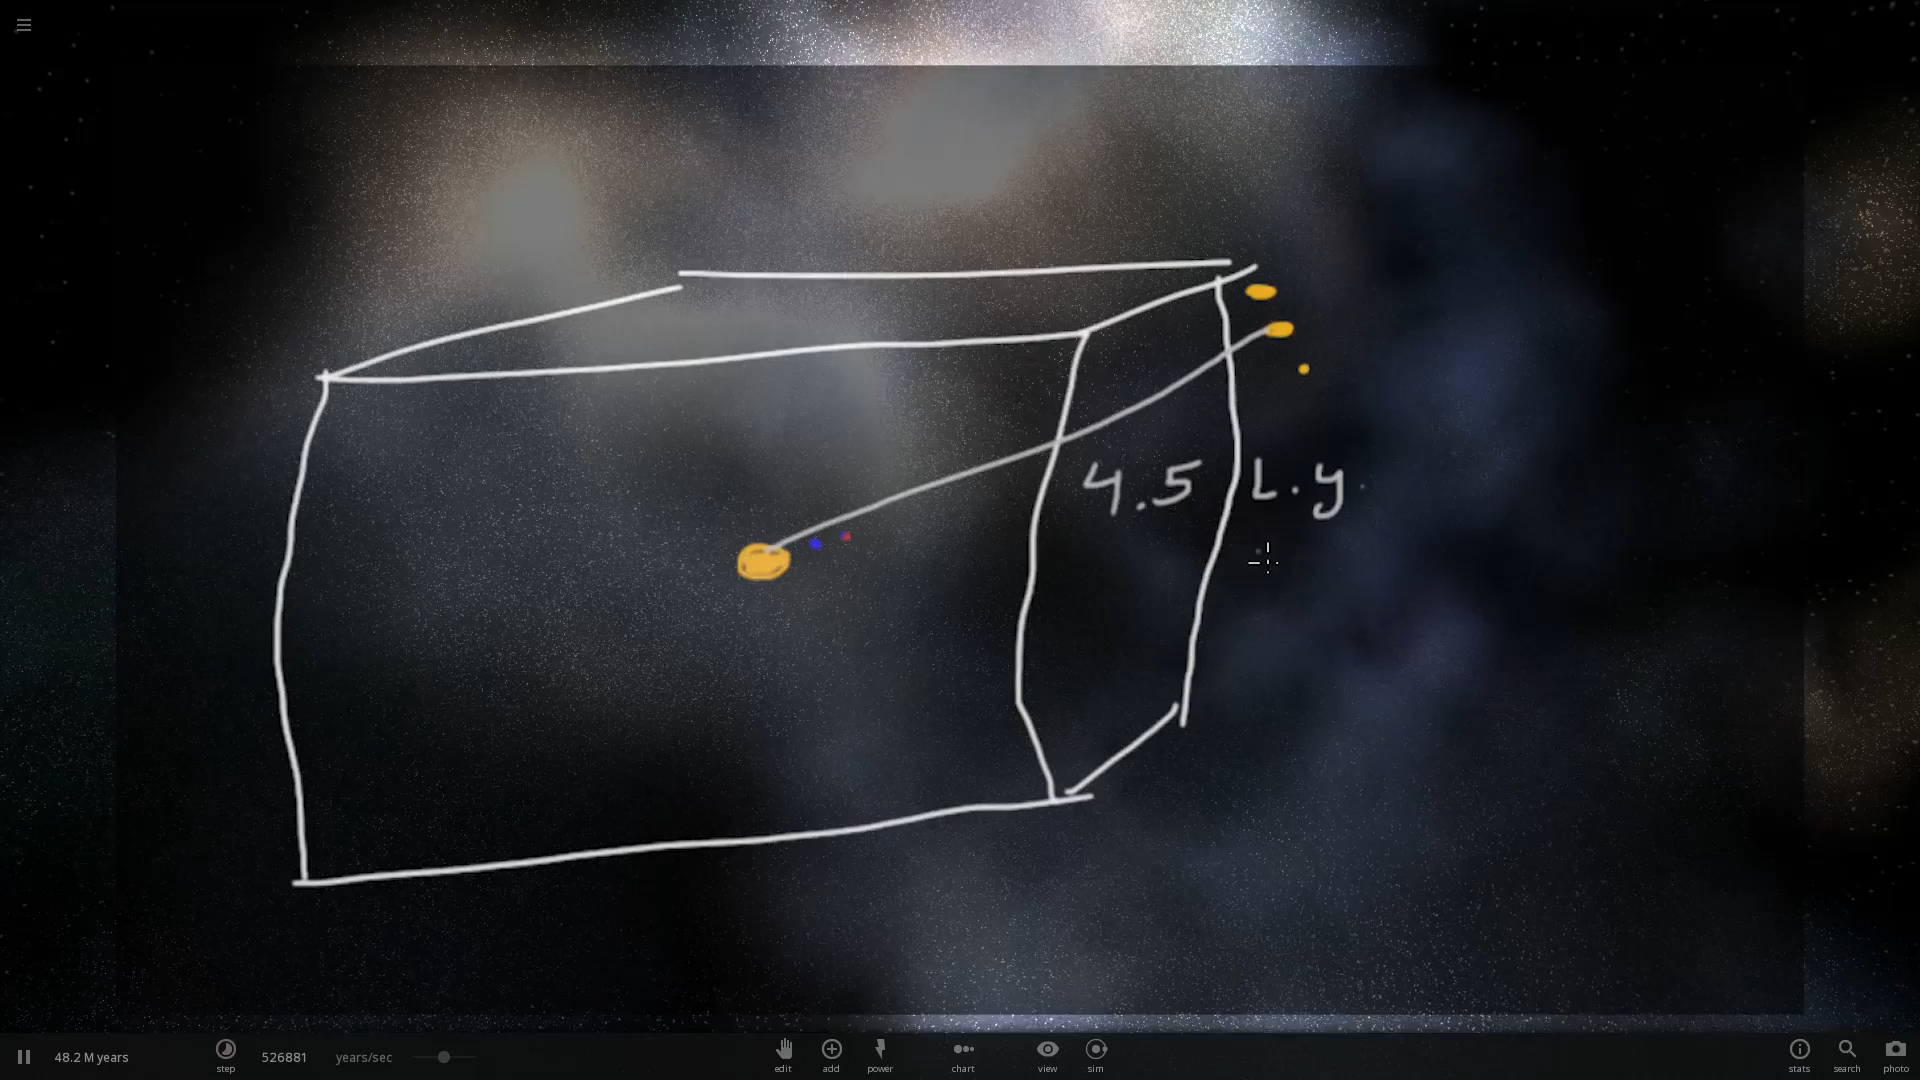 4.5 L.y.
48.2 M years
step
526881 years/sec
edit
add
power
chart
view
sim
stats
search
photo